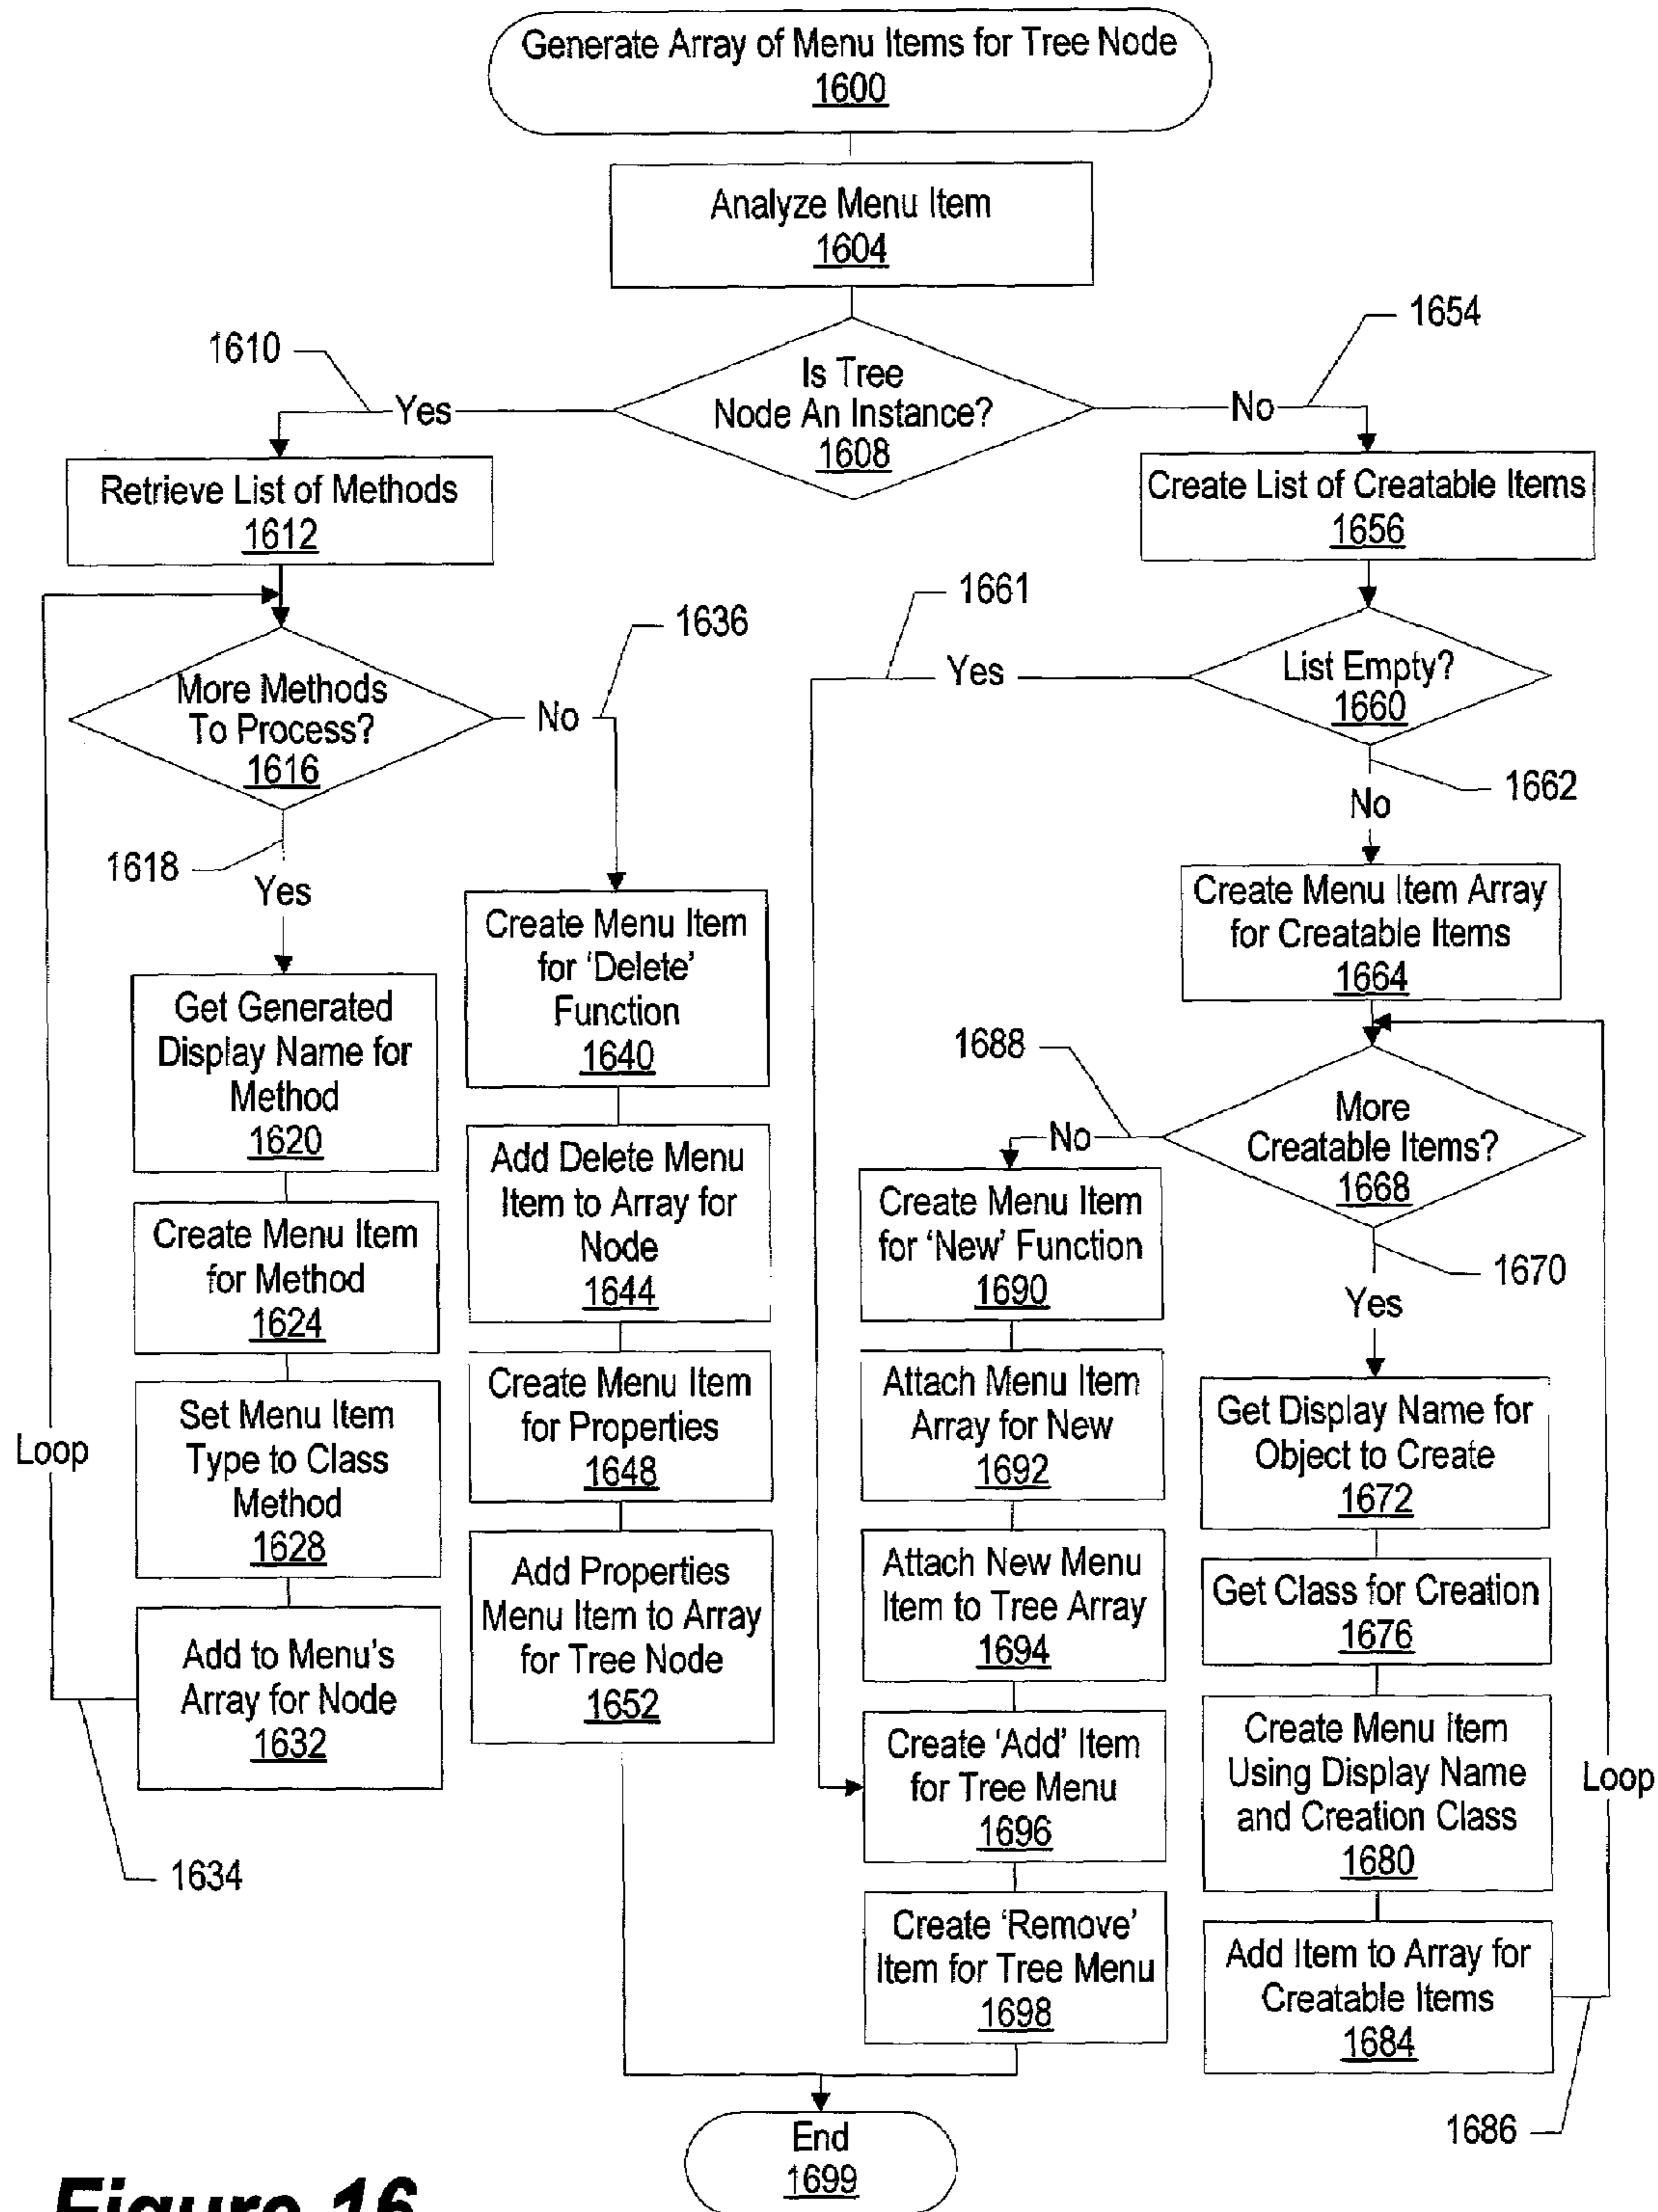 Generate Array of Menu Items for Tree Node
1600
Analyze Menu Item
1604
Is Tree
Node An Instance?
1608
1610
Yes
1654
No
Retrieve List of Methods
1612
More Methods
To Process?
1616
1636
No
1618
Yes
Get Generated
Display Name for
Method
1620
Create Menu Item
for Method
1624
Set Menu Item
Type to Class
Method
1628
Add to Menu's
Array for Node
1632
Loop
1634
Create Menu Item
for 'Delete'
Function
1640
Add Delete Menu
Item to Array for
Node
1644
Create Menu Item
for Properties
1648
Add Properties
Menu Item to Array
for Tree Node
1652
Create List of Creatable Items
1656
List Empty?
1660
1661
Yes
1662
No
Create Menu Item Array
for Creatable Items
1664
More
Creatable Items?
1668
1688
No
1670
Yes
Create Menu Item
for 'New' Function
1690
Attach Menu Item
Array for New
1692
Attach New Menu
Item to Tree Array
1694
Create 'Add' Item
for Tree Menu
1696
Create 'Remove'
Item for Tree Menu
1698
Get Display Name for
Object to Create
1672
Get Class for Creation
1676
Create Menu Item
Using Display Name
and Creation Class
1680
Add Item to Array for
Creatable Items
1684
Loop
1686
End
1699
Figure 16